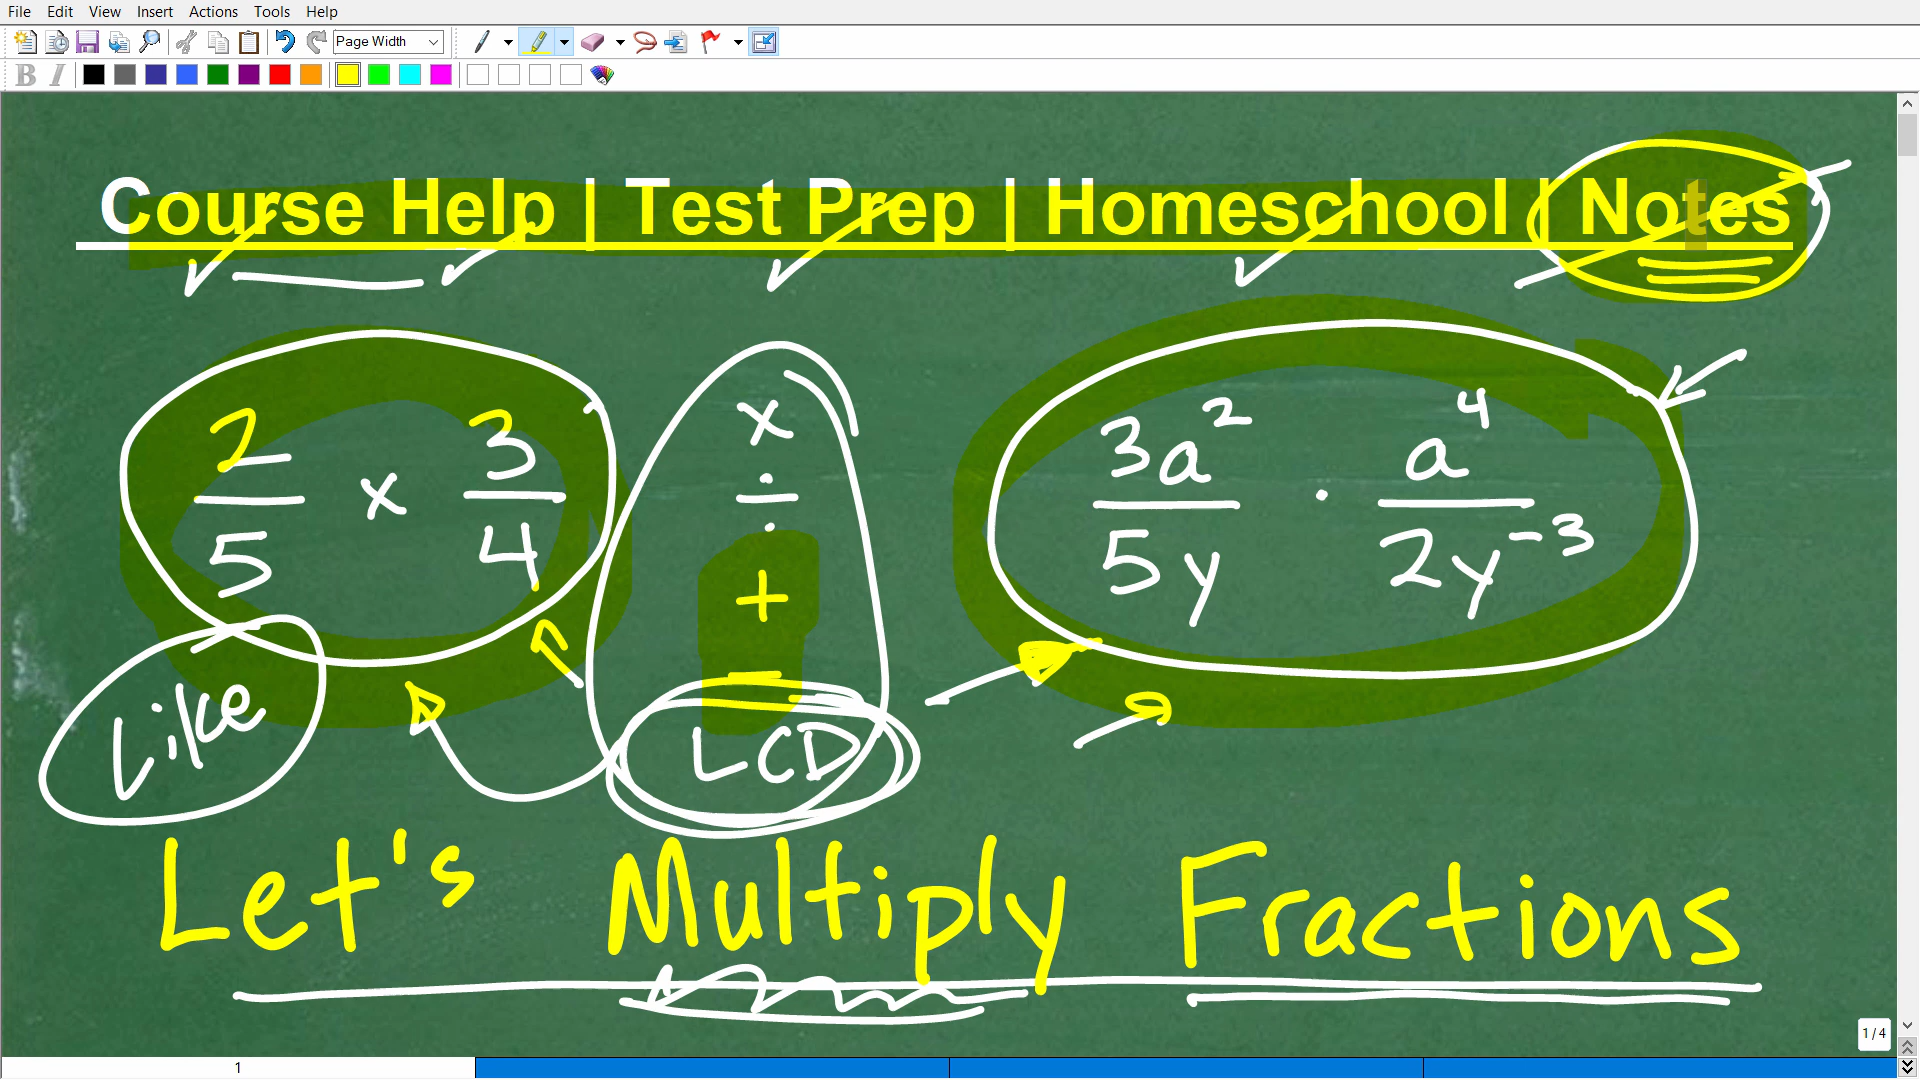 File Edit View Insert Actions Tools Help
Page Width
B I
Course Help | Test Prep | Homeschool | Notes
2/5 x 3/4
x
÷
+
−
LCD
3a²/5y · a⁴/2y⁻³
Like
Let's Multiply Fractions
1 / 4
1